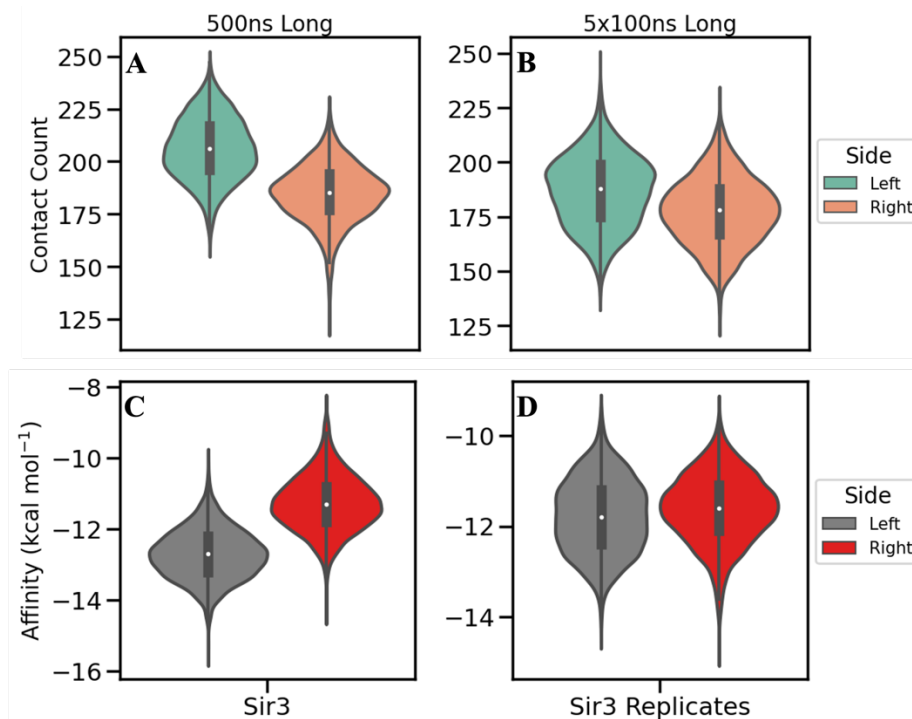 500ns Long
5x100ns Long
A
B
Contact Count
250
225
200
175
150
125
250
225
200
175
150
125
Side
Left
Right
C
D
Affinity (kcal mol⁻¹)
−8
−10
−12
−14
−16
−10
−12
−14
Side
Left
Right
Sir3
Sir3 Replicates